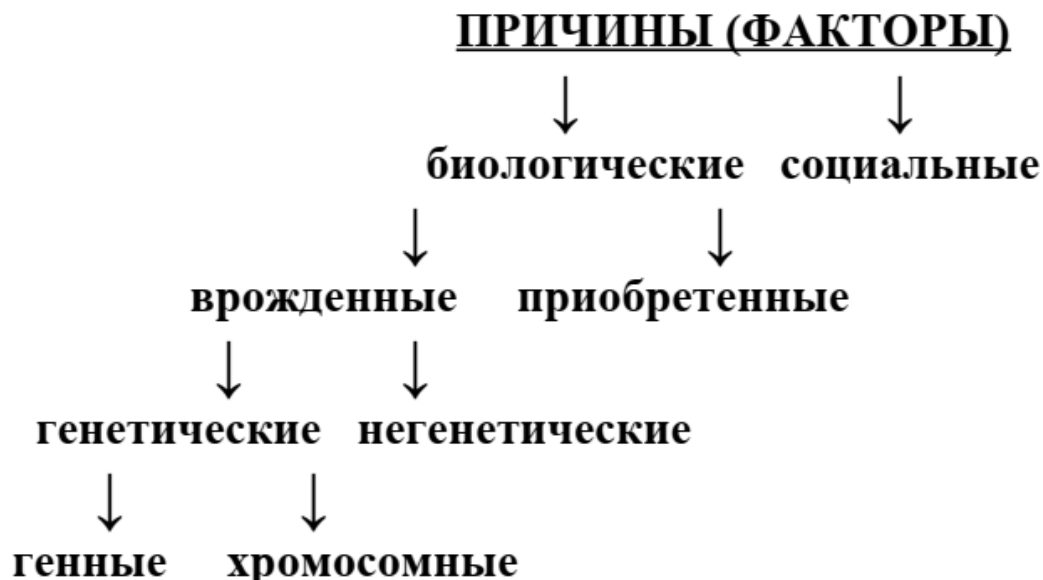 ПРИЧИНЫ (ФАКТОРЫ)
биологические социальные
врожденные приобретенные
генетические негенетические
генные хромосомные